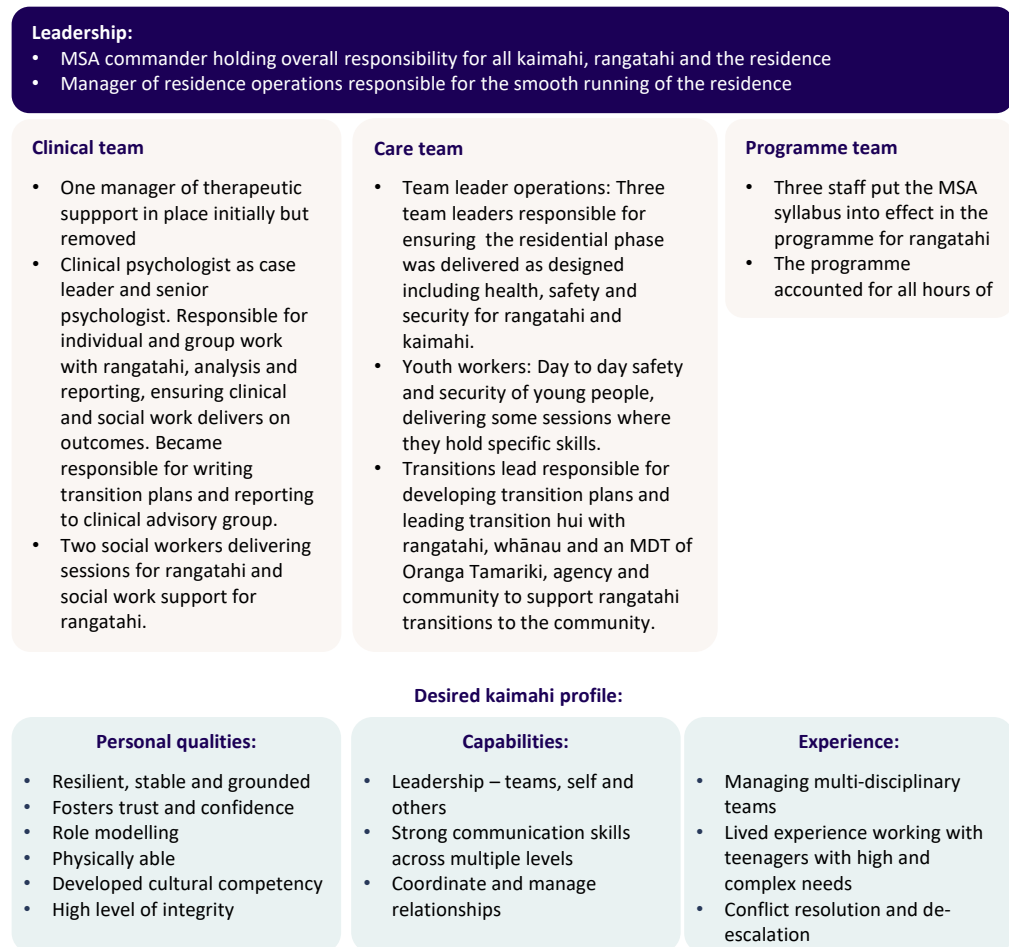 Leadership:
• MSA commander holding overall responsibility for all kaimahi, rangatahi and the residence
• Manager of residence operations responsible for the smooth running of the residence
Clinical team
• One manager of therapeutic
suppport in place initially but
removed
• Clinical psychologist as case
leader and senior
psychologist. Responsible for
individual and group work
with rangatahi, analysis and
reporting, ensuring clinical
and social work delivers on
outcomes. Became
responsible for writing
transition plans and reporting
to clinical advisory group.
• Two social workers delivering
sessions for rangatahi and
social work support for
rangatahi.
Care team
• Team leader operations: Three
team leaders responsible for
ensuring the residential phase
was delivered as designed
including health, safety and
security for rangatahi and
kaimahi.
• Youth workers: Day to day safety
and security of young people,
delivering some sessions where
they hold specific skills.
• Transitions lead responsible for
developing transition plans and
leading transition hui with
rangatahi, whānau and an MDT of
Oranga Tamariki, agency and
community to support rangatahi
transitions to the community.
Programme team
• Three staff put the MSA
syllabus into effect in the
programme for rangatahi
• The programme
accounted for all hours of
Desired kaimahi profile:
Personal qualities:
• Resilient, stable and grounded
• Fosters trust and confidence
• Role modelling
• Physically able
• Developed cultural competency
• High level of integrity
Capabilities:
• Leadership – teams, self and
others
• Strong communication skills
across multiple levels
• Coordinate and manage
relationships
Experience:
• Managing multi-disciplinary
teams
• Lived experience working with
teenagers with high and
complex needs
• Conflict resolution and de-
escalation